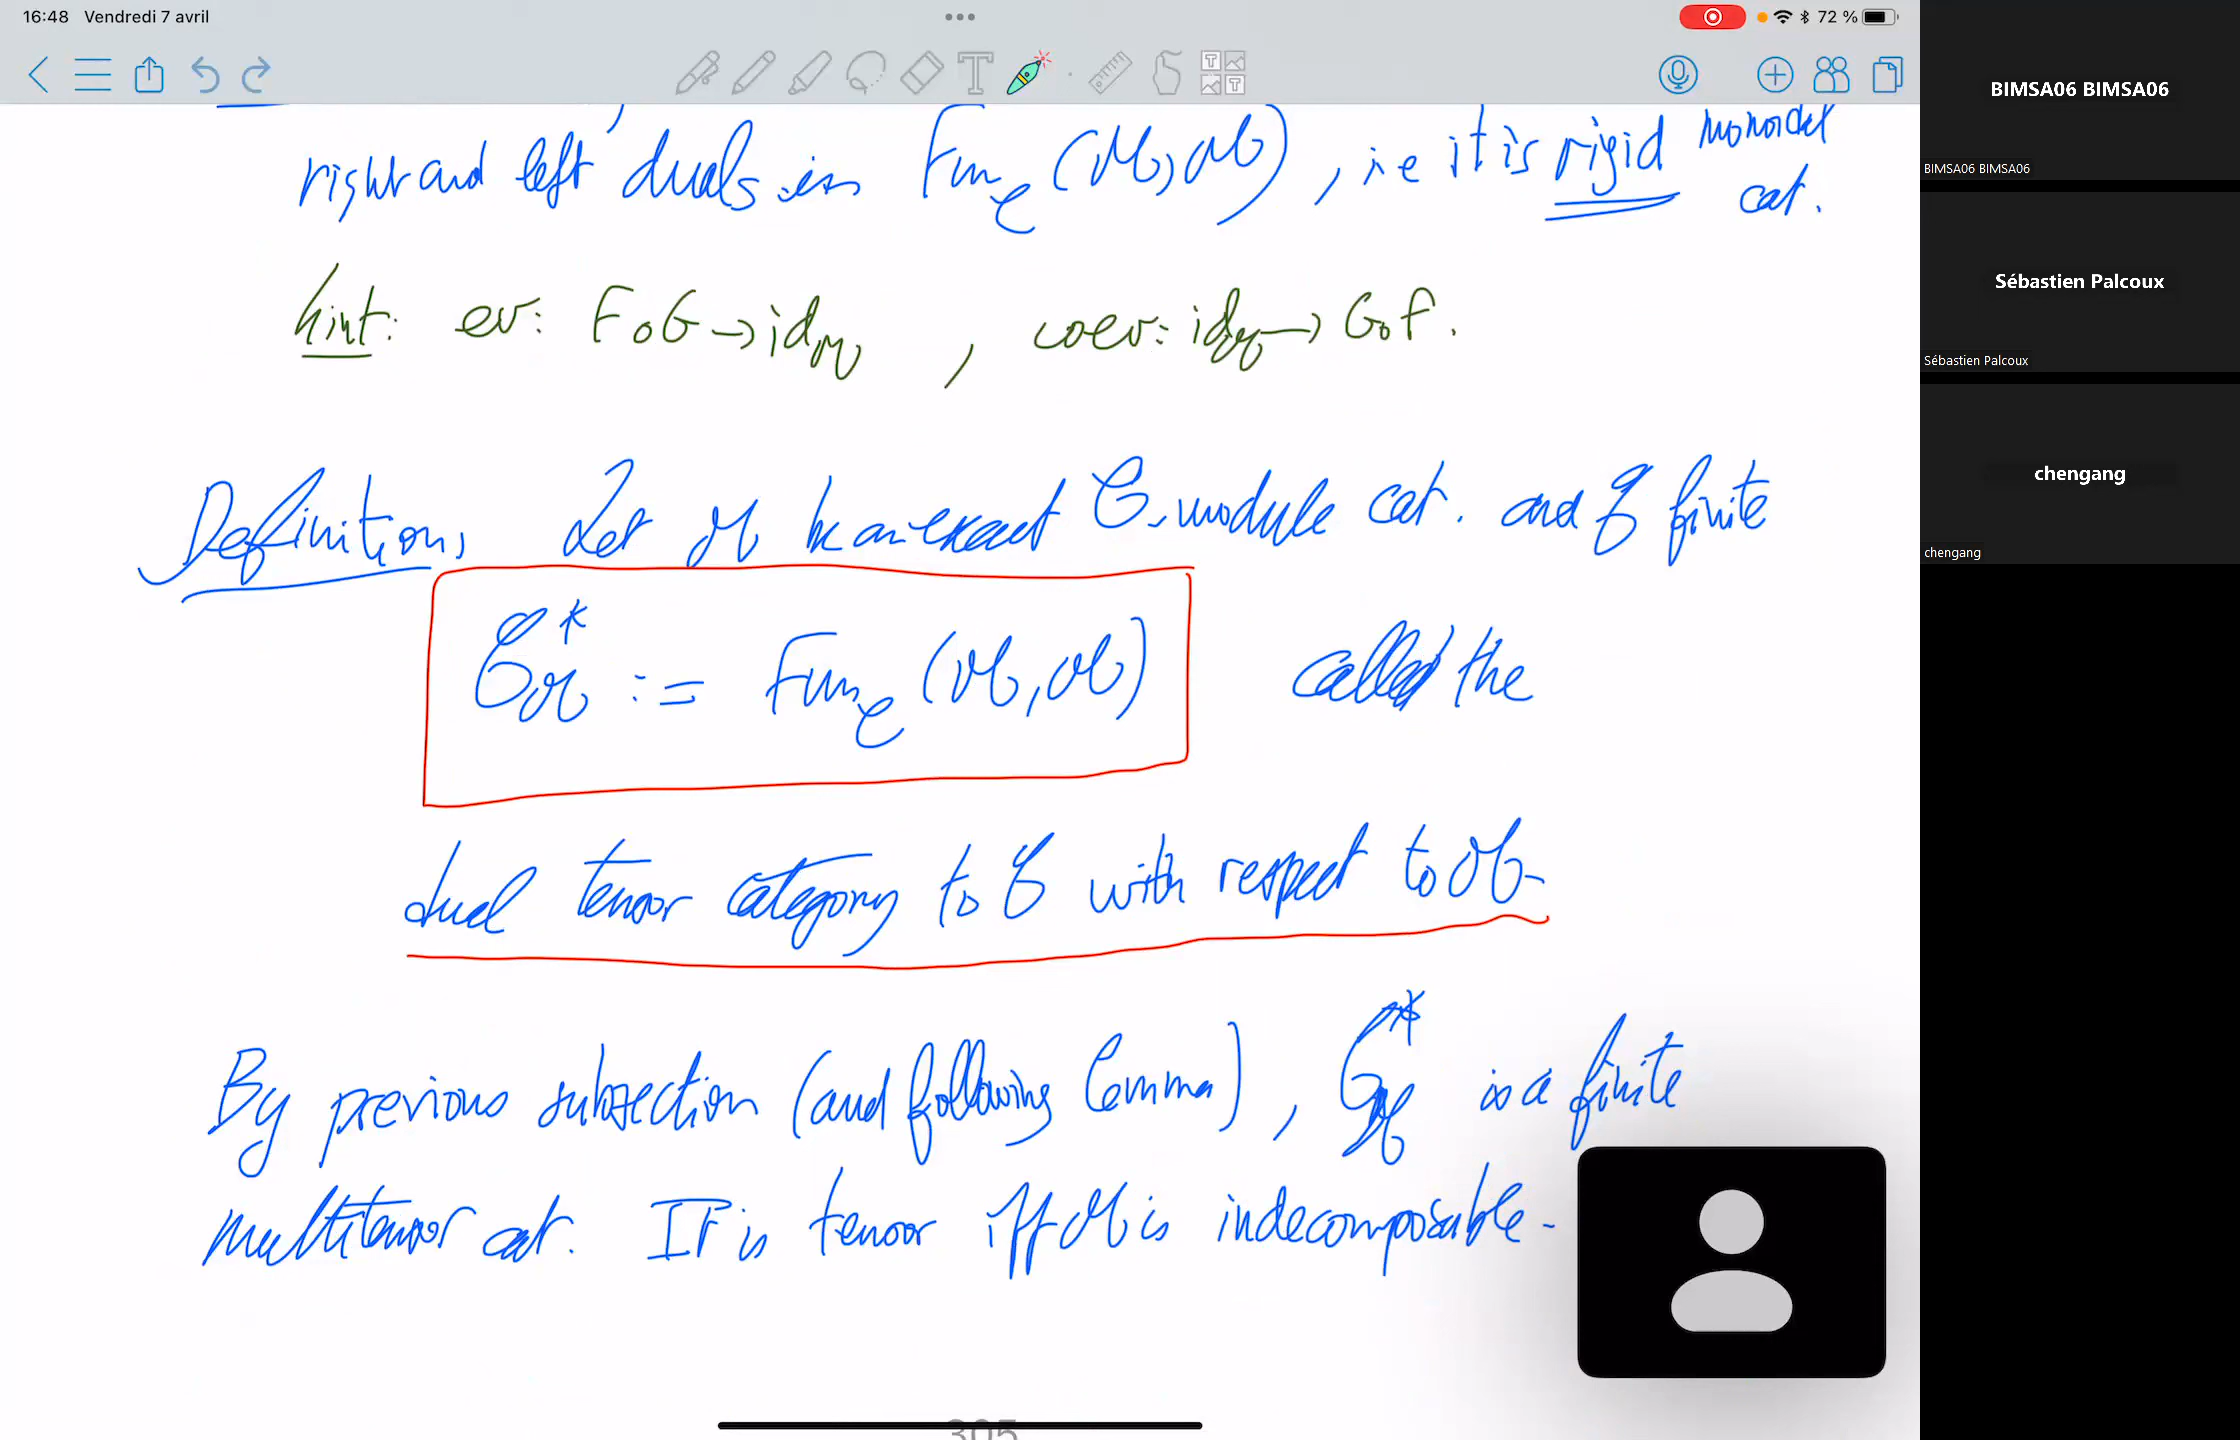 16:48 Vendredi 7 avril
72 %
right and left duals in Fun_C (M, M), i.e it is rigid monoidal cat.
hint: ev: F∘G → id_M , coev: id_M → G∘F.
Definition, Let M be an exact C-module cat. and C finite
C*_M := Fun_C (M, M) called the
dual tensor category to C with respect to M.
By previous subsection (and following Lemma), C*_M is a finite
multitensor cat. It is tensor iff M is indecomposable.
305
BIMSA06 BIMSA06
BIMSA06 BIMSA06
Sébastien Palcoux
Sébastien Palcoux
chengang
chengang